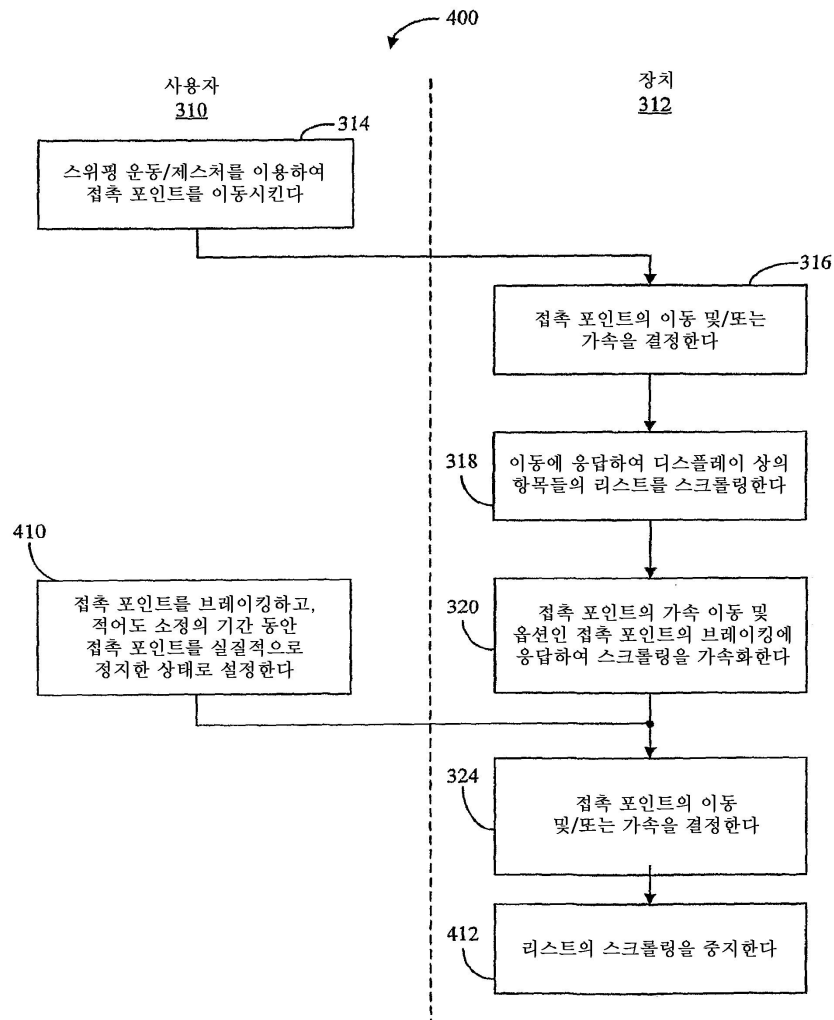 400
사용자
310
장치
312
314
스위핑 운동/제스처를 이용하여
접촉 포인트를 이동시킨다
316
접촉 포인트의 이동 및/또는
가속을 결정한다
318
이동에 응답하여 디스플레이 상의
항목들의 리스트를 스크롤링한다
410
접촉 포인트를 브레이킹하고,
적어도 소정의 기간 동안
접촉 포인트를 실질적으로
정지한 상태로 설정한다
320
접촉 포인트의 가속 이동 및
옵션인 접촉 포인트의 브레이킹에
응답하여 스크롤링을 가속화한다
324
접촉 포인트의 이동
및/또는 가속을 결정한다
412
리스트의 스크롤링을 중지한다